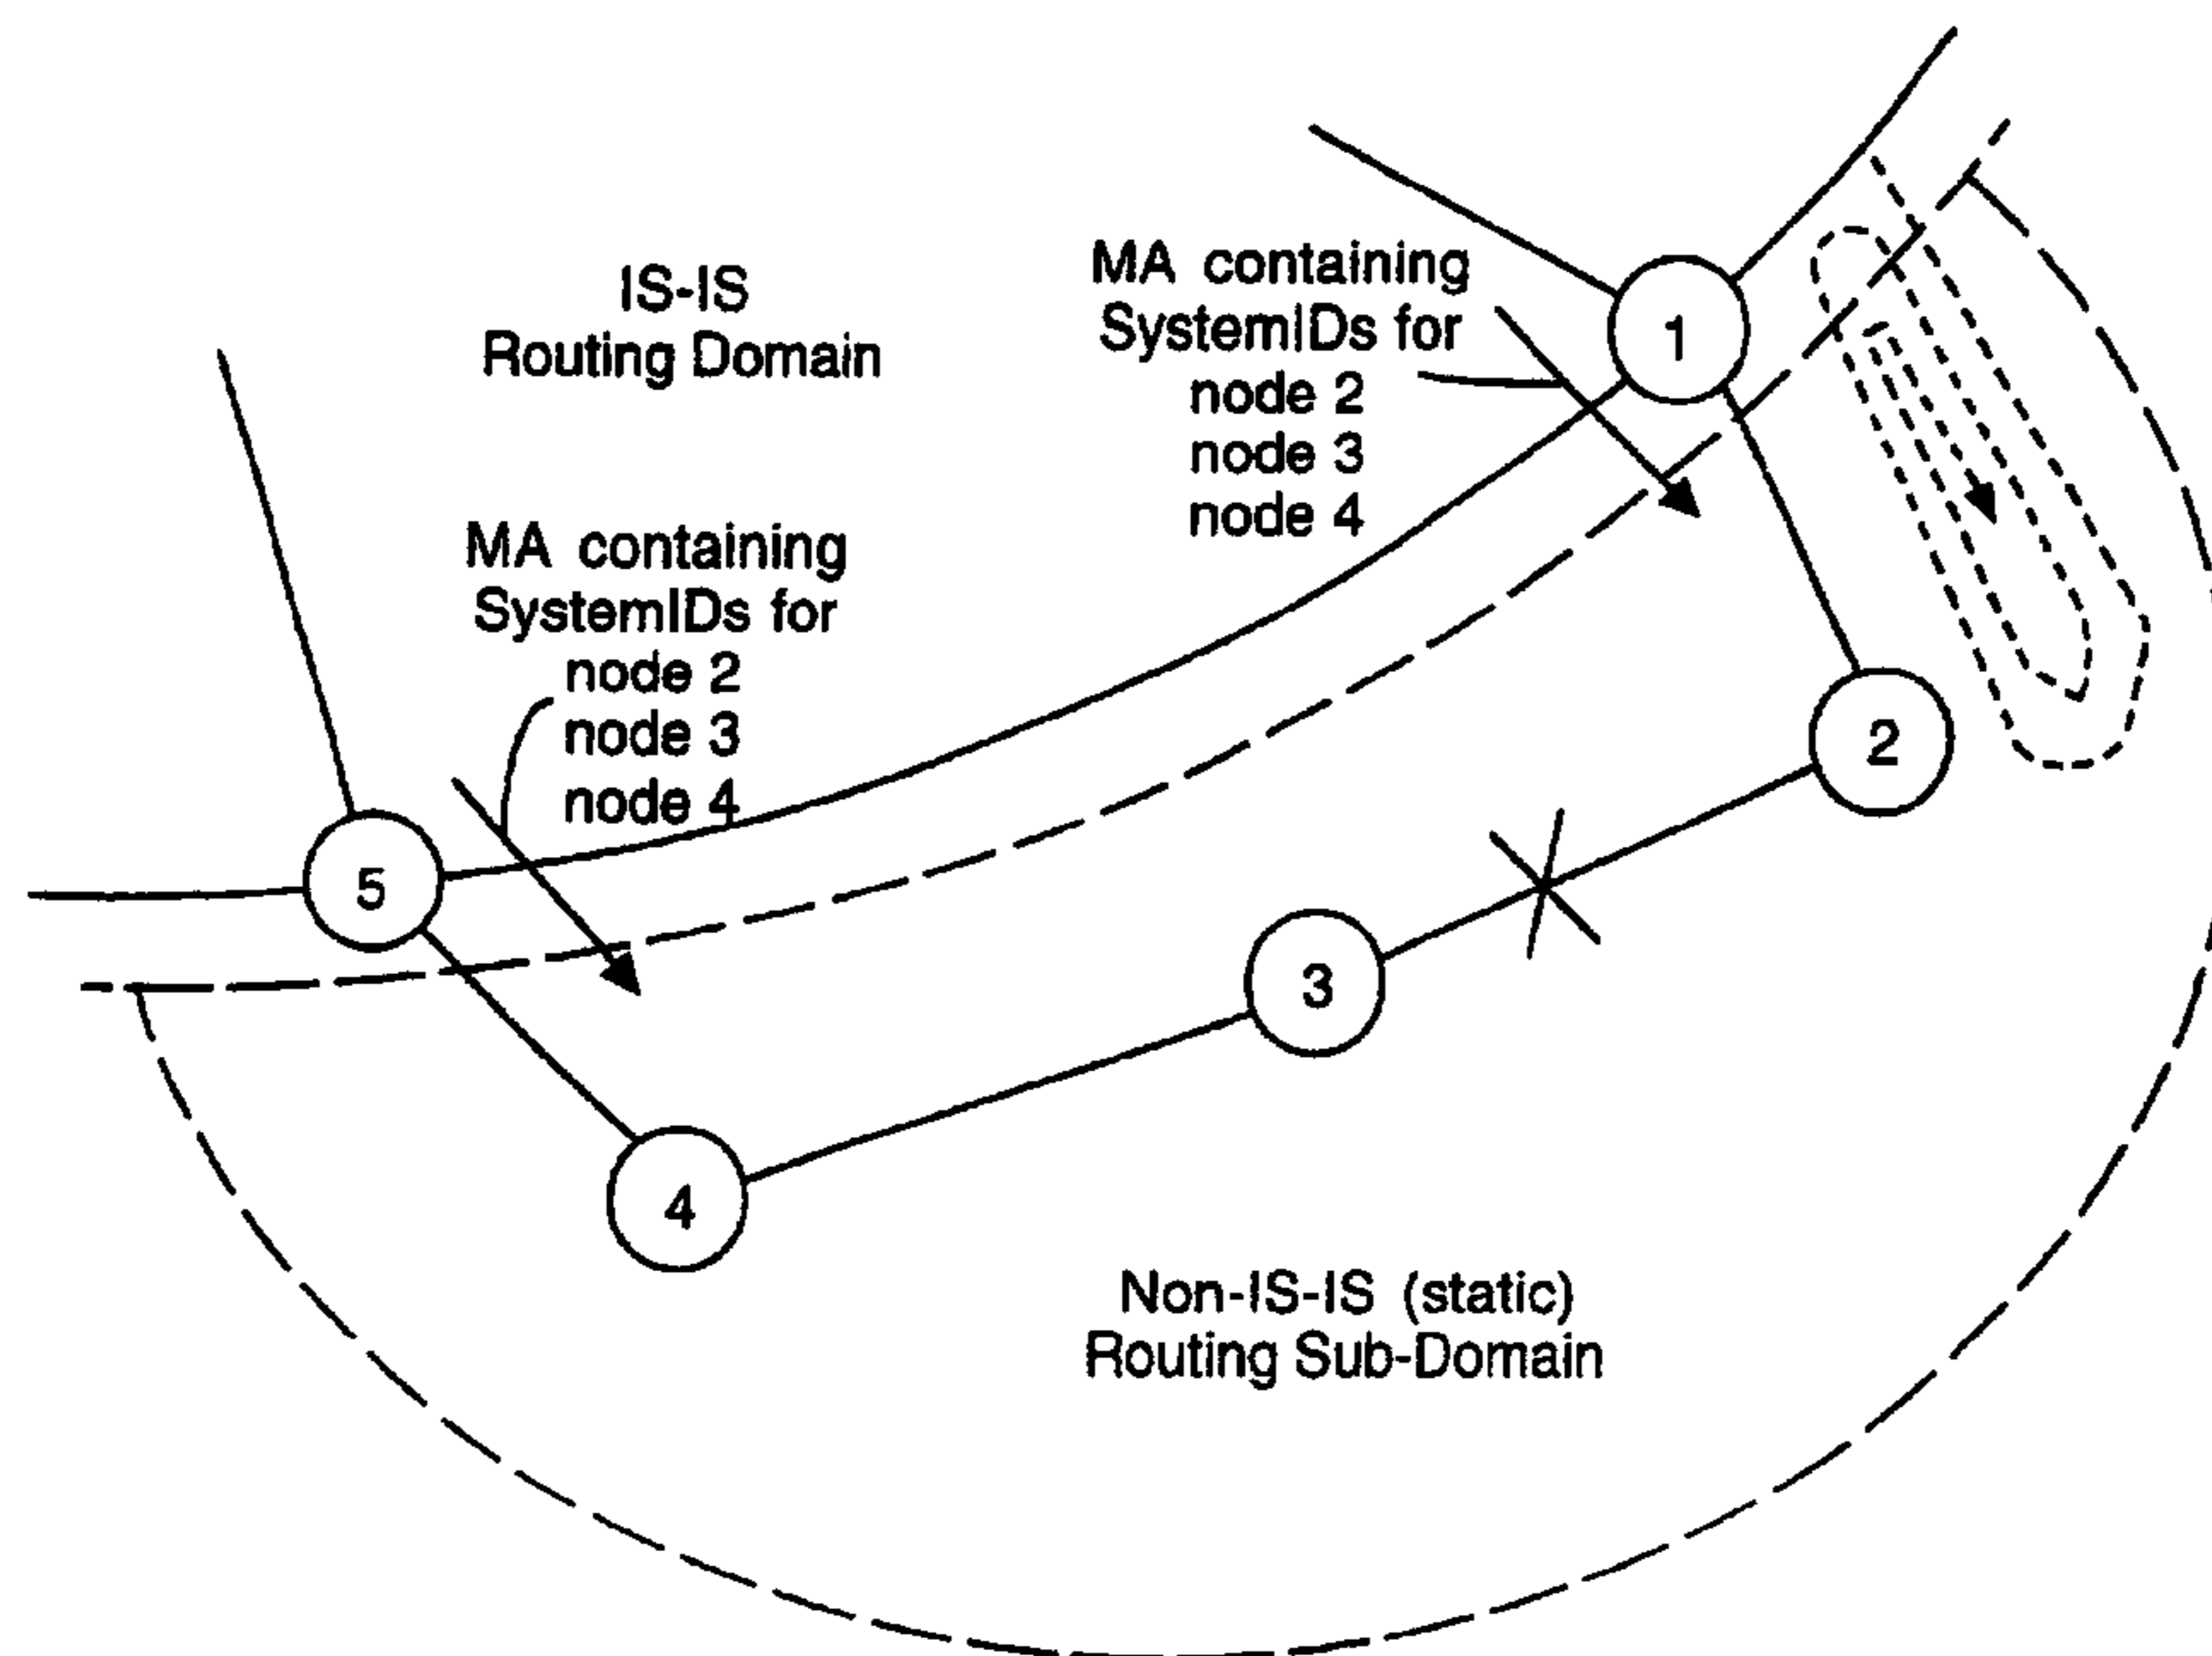 IS-IS
Routing Domain
MA containing
SystemIDs for
node 2
node 3
node 4
1
MA containing
SystemIDs for
node 2
node 3
node 4
2
5
3
4
Non-IS-IS (static)
Routing Sub-Domain